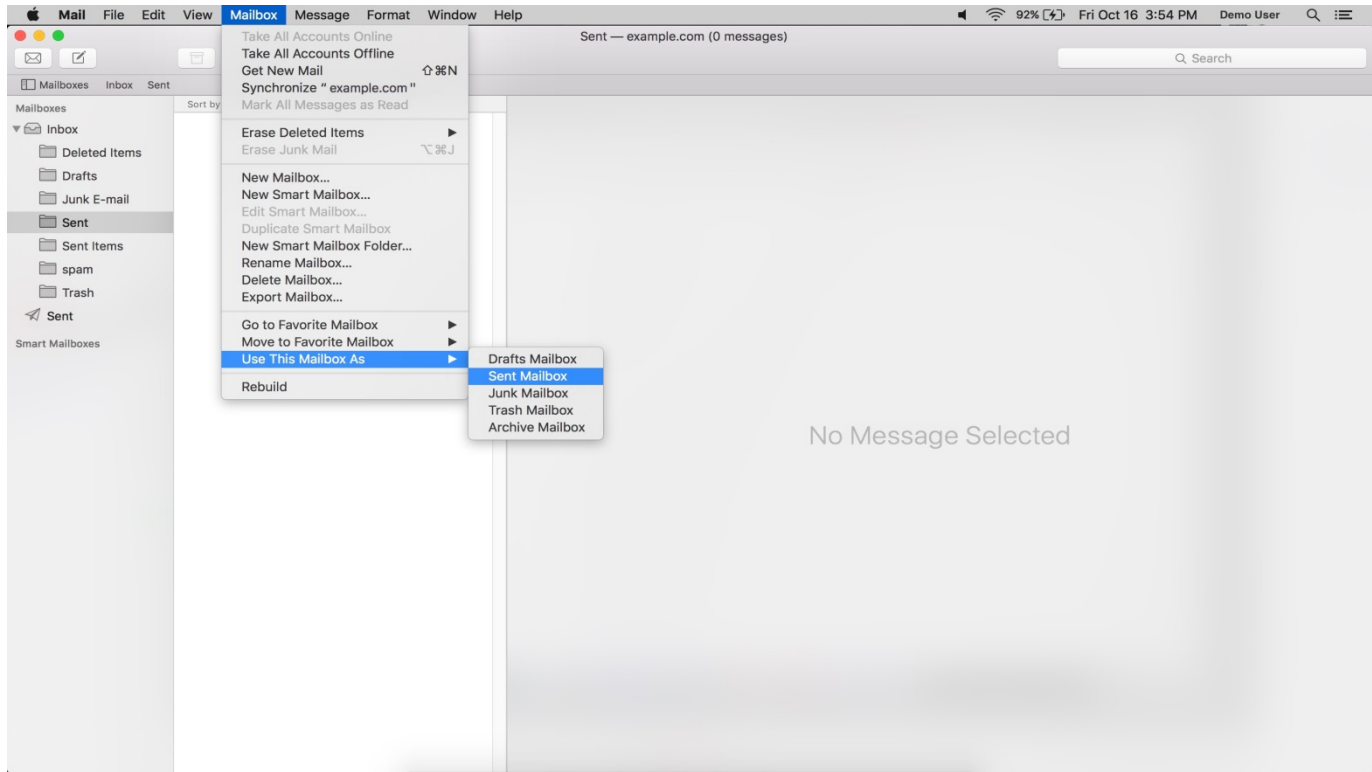 Mail File Edit View Mailbox Message Format Window Help 92% Fri Oct 16 3:54 PM Demo User
Sent — example.com (0 messages)
Search
Mailboxes Inbox Sent
Mailboxes
Inbox
Deleted Items
Drafts
Junk E-mail
Sent
Sent Items
spam
Trash
Sent
Smart Mailboxes
Sort by
Take All Accounts Online
Take All Accounts Offline
Get New Mail ⇧⌘N
Synchronize "example.com"
Mark All Messages as Read
Erase Deleted Items
Erase Junk Mail ⌥⌘J
New Mailbox...
New Smart Mailbox...
Edit Smart Mailbox...
Duplicate Smart Mailbox
New Smart Mailbox Folder...
Rename Mailbox...
Delete Mailbox...
Export Mailbox...
Go to Favorite Mailbox
Move to Favorite Mailbox
Use This Mailbox As
Rebuild
Drafts Mailbox
Sent Mailbox
Junk Mailbox
Trash Mailbox
Archive Mailbox
No Message Selected